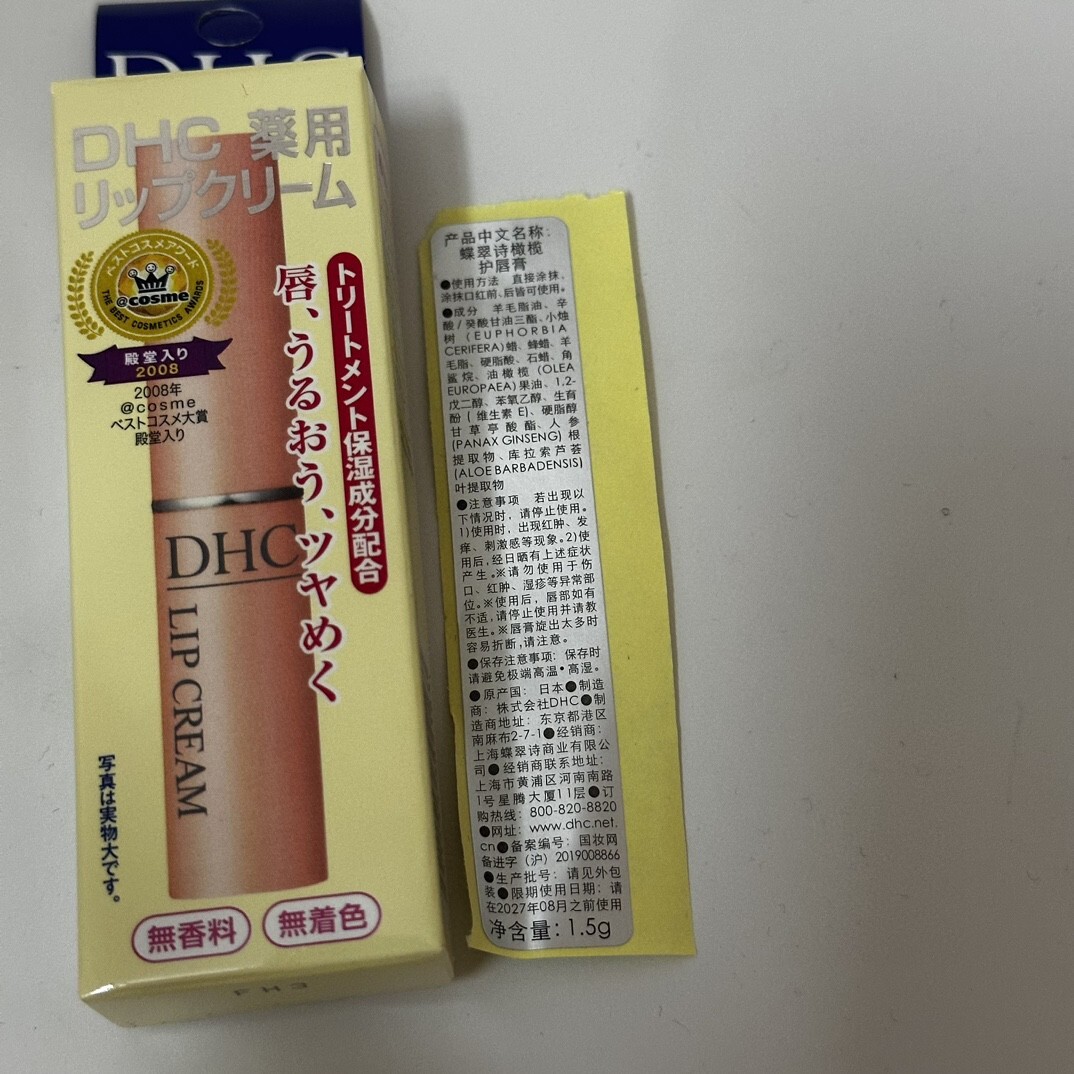 DHC
DHC 薬用
リップクリーム
ベストコスメアワード
@cosme
THE BEST COSMETICS AWARDS
殿堂入り
2008
2008年
@cosme
ベストコスメ大賞
殿堂入り
トリートメント保湿成分配合
唇、うるおう、ツヤめく
DHC
LIP CREAM
写真は実物大です。
無香料
無着色
FH3
产品中文名称：
蝶翠诗橄榄
护唇膏
●使用方法 直接涂抹、
涂抹口红前、后皆可使用。
●成分 羊毛脂油、辛
酸/癸酸甘油三酯、小烛
树(EUPHORBIA
CERIFERA)蜡、蜂蜡、羊
毛脂、硬脂酸、石蜡、角
鲨烷、油橄榄(OLEA
EUROPAEA)果油、1,2-
戊二醇、苯氧乙醇、生育
酚(维生素E)、硬脂醇
甘草亭酸酯、人参
(PANAX GINSENG)根
提取物、库拉索芦荟
(ALOE BARBADENSIS)
叶提取物
●注意事项 若出现以
下情况时，请停止使用。
1)使用时，出现红肿、发
痒、刺激感等现象。2)使
用后，经日晒有上述症状
产生。※请勿使用于伤
口、红肿、湿疹等异常部
位。※使用后，唇部如有
不适，请停止使用并请教
医生。※唇膏旋出太多时
容易折断，请注意。
●保存注意事项：保存时
请避免极端高温·高湿。
●原产国：日本●制造
商：株式会社DHC●制
造商地址：东京都港区
南麻布2-7-1●经销商：
上海蝶翠诗商业有限公
司●经销商联系地址：
上海市黄浦区河南南路
1号星腾大厦11层●订
购热线：800-820-8820
●网址：www.dhc.net.
cn●备案编号：国妆网
备进字（沪）2019008866
●生产批号：请见外包
装●限期使用日期：请
在2027年08月之前使用
净含量：1.5g